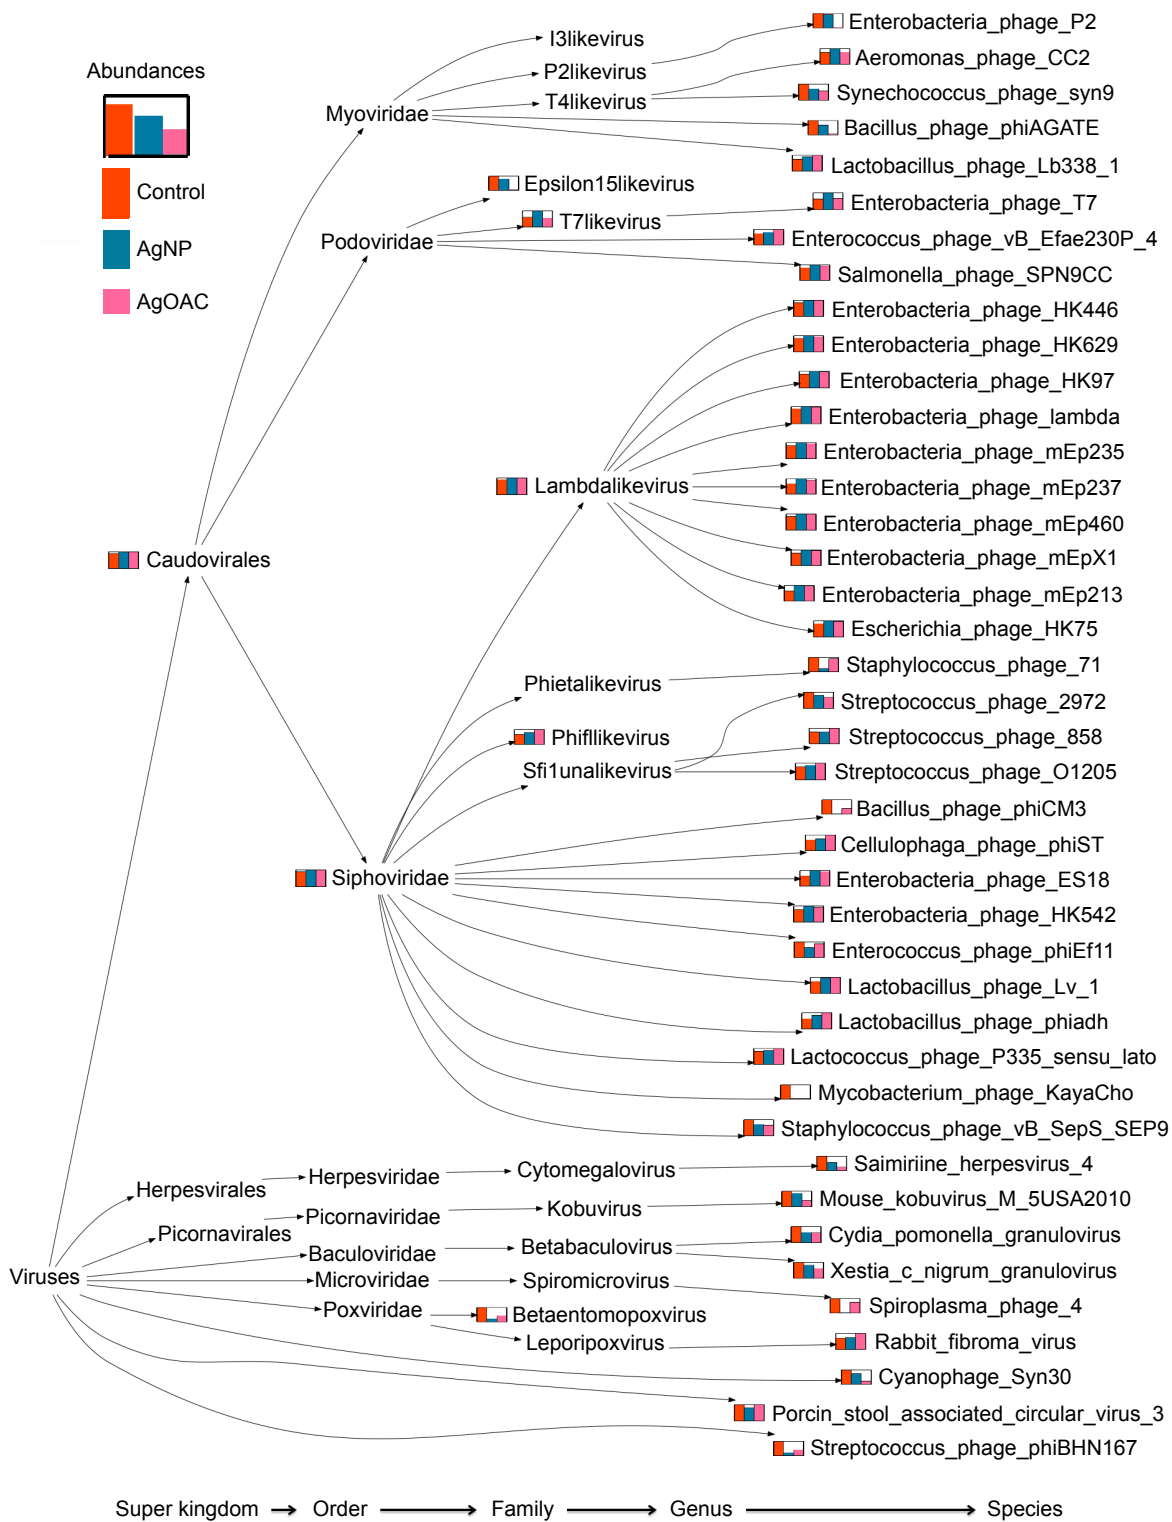 Abundances
Control
AgNP
AgOAC
I3likevirus
P2likevirus
T4likevirus
Myoviridae
Enterobacteria_phage_P2
Aeromonas_phage_CC2
Synechococcus_phage_syn9
Bacillus_phage_phiAGATE
Lactobacillus_phage_Lb338_1
Epsilon15likevirus
T7likevirus
Podoviridae
Enterobacteria_phage_T7
Enterococcus_phage_vB_Efae230P_4
Salmonella_phage_SPN9CC
Enterobacteria_phage_HK446
Enterobacteria_phage_HK629
Enterobacteria_phage_HK97
Enterobacteria_phage_lambda
Enterobacteria_phage_mEp235
Lambdalikevirus
Enterobacteria_phage_mEp237
Enterobacteria_phage_mEp460
Caudovirales
Enterobacteria_phage_mEpX1
Enterobacteria_phage_mEp213
Escherichia_phage_HK75
Staphylococcus_phage_71
Phietalikevirus
Streptococcus_phage_2972
Phifllikevirus
Streptococcus_phage_858
Sfi1unalikevirus
Streptococcus_phage_O1205
Bacillus_phage_phiCM3
Cellulophaga_phage_phiST
Siphoviridae
Enterobacteria_phage_ES18
Enterobacteria_phage_HK542
Enterococcus_phage_phiEf11
Lactobacillus_phage_Lv_1
Lactobacillus_phage_phiadh
Lactococcus_phage_P335_sensu_lato
Mycobacterium_phage_KayaCho
Staphylococcus_phage_vB_SepS_SEP9
Herpesvirales
Herpesviridae
Cytomegalovirus
Saimiriine_herpesvirus_4
Picornavirales
Picornaviridae
Kobuvirus
Mouse_kobuvirus_M_5USA2010
Baculoviridae
Betabaculovirus
Cydia_pomonella_granulovirus
Xestia_c_nigrum_granulovirus
Viruses
Microviridae
Spiromicrovirus
Spiroplasma_phage_4
Poxviridae
Betaentomopoxvirus
Leporipoxvirus
Rabbit_fibroma_virus
Cyanophage_Syn30
Porcin_stool_associated_circular_virus_3
Streptococcus_phage_phiBHN167
Super kingdom Order Family Genus Species